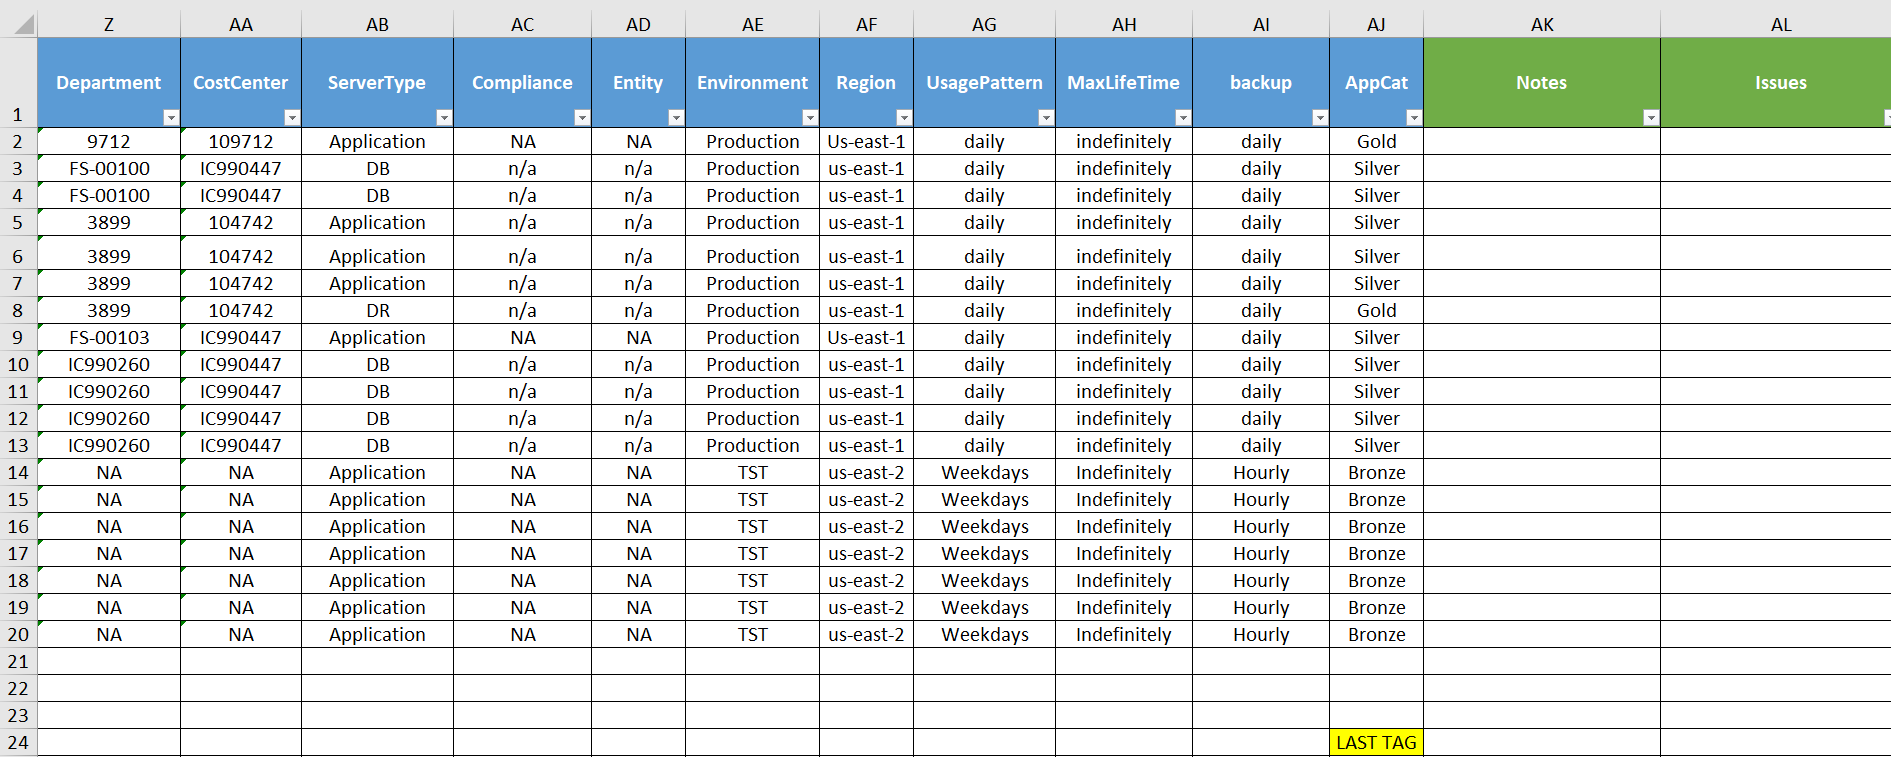 Z AA AB AC AD AE AF AG AH AI AJ AK AL
1 Department CostCenter ServerType Compliance Entity Environment Region UsagePattern MaxLifeTime backup AppCat Notes Issues
2 9712 109712 Application NA NA Production Us-east-1 daily indefinitely daily Gold
3 FS-00100 IC990447 DB n/a n/a Production us-east-1 daily indefinitely daily Silver
4 FS-00100 IC990447 DB n/a n/a Production us-east-1 daily indefinitely daily Silver
5 3899 104742 Application n/a n/a Production us-east-1 daily indefinitely daily Silver
6 3899 104742 Application n/a n/a Production us-east-1 daily indefinitely daily Silver
7 3899 104742 Application n/a n/a Production us-east-1 daily indefinitely daily Silver
8 3899 104742 DR n/a n/a Production us-east-1 daily indefinitely daily Gold
9 FS-00103 IC990447 Application NA NA Production Us-east-1 daily indefinitely daily Silver
10 IC990260 IC990447 DB n/a n/a Production us-east-1 daily indefinitely daily Silver
11 IC990260 IC990447 DB n/a n/a Production us-east-1 daily indefinitely daily Silver
12 IC990260 IC990447 DB n/a n/a Production us-east-1 daily indefinitely daily Silver
13 IC990260 IC990447 DB n/a n/a Production us-east-1 daily indefinitely daily Silver
14 NA NA Application NA NA TST us-east-2 Weekdays Indefinitely Hourly Bronze
15 NA NA Application NA NA TST us-east-2 Weekdays Indefinitely Hourly Bronze
16 NA NA Application NA NA TST us-east-2 Weekdays Indefinitely Hourly Bronze
17 NA NA Application NA NA TST us-east-2 Weekdays Indefinitely Hourly Bronze
18 NA NA Application NA NA TST us-east-2 Weekdays Indefinitely Hourly Bronze
19 NA NA Application NA NA TST us-east-2 Weekdays Indefinitely Hourly Bronze
20 NA NA Application NA NA TST us-east-2 Weekdays Indefinitely Hourly Bronze
21
22
23
24 LAST TAG